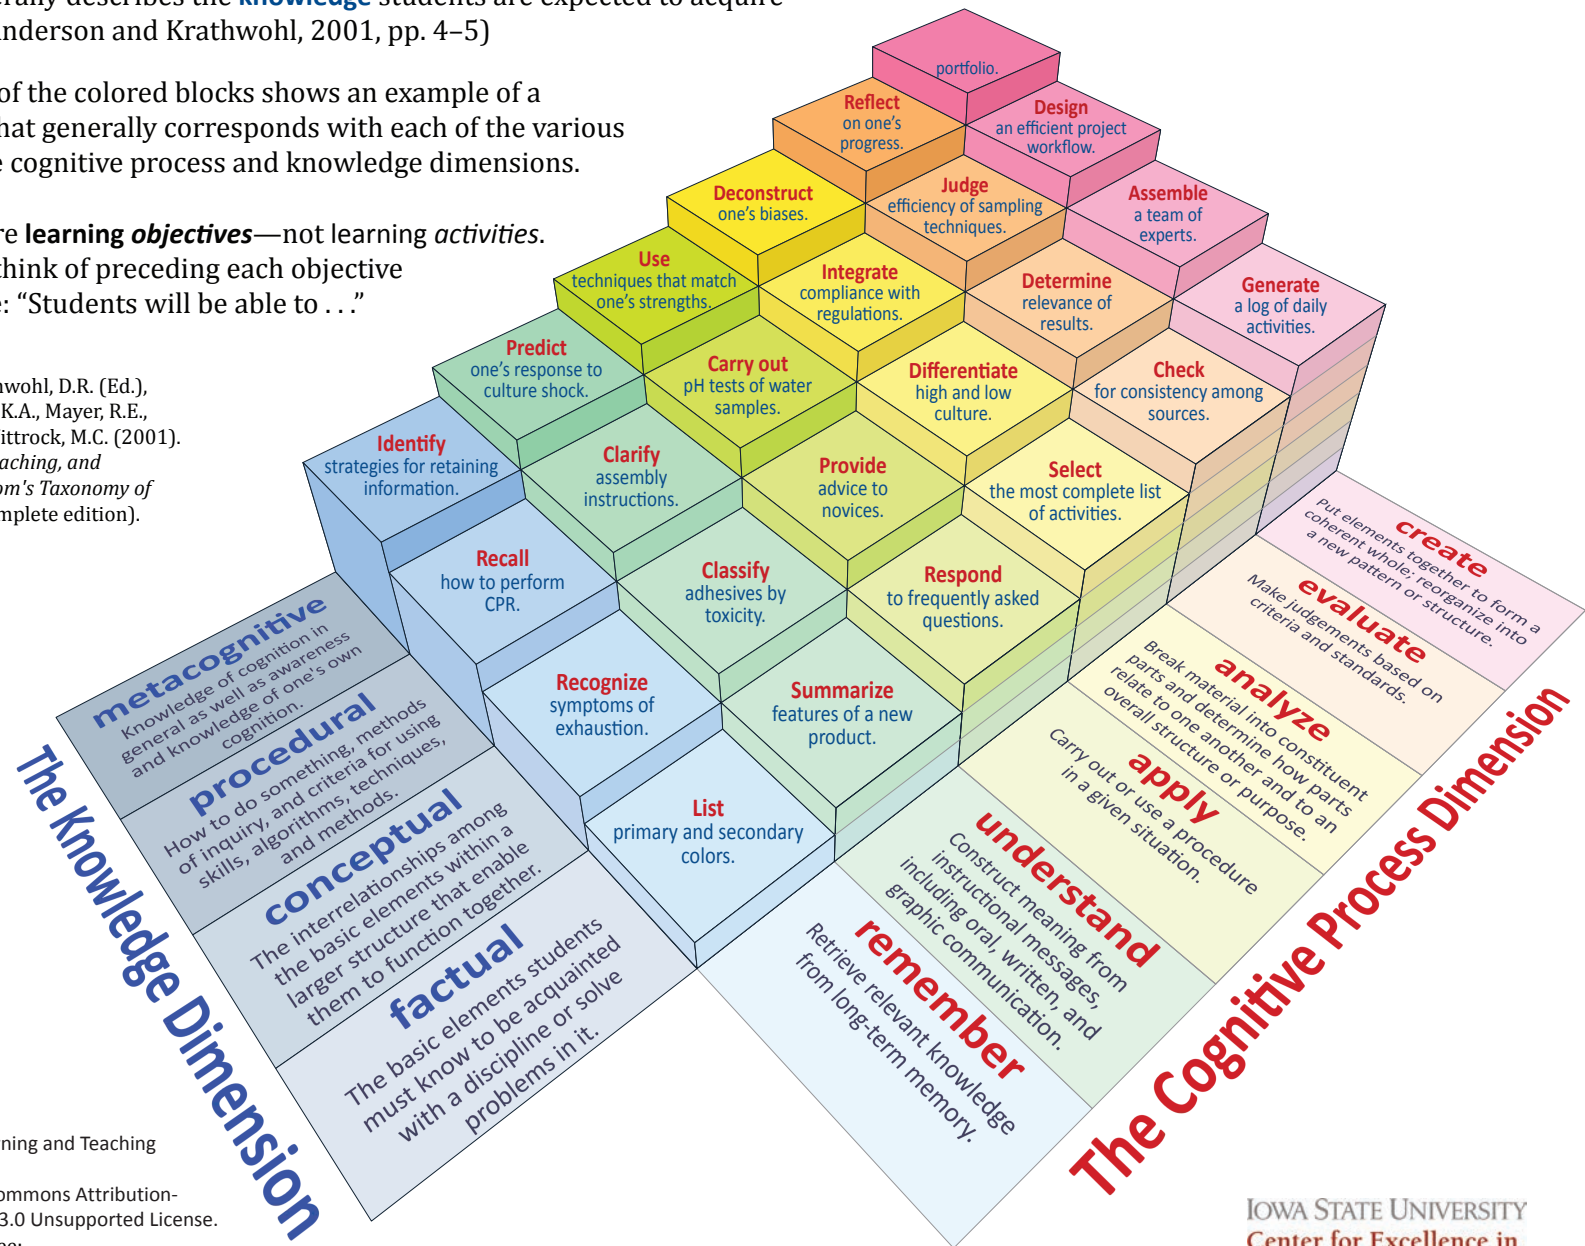 erally describes the knowledge students are expected to acquire
nderson and Krathwohl, 2001, pp. 4–5)
of the colored blocks shows an example of a
hat generally corresponds with each of the various
e cognitive process and knowledge dimensions.
re learning objectives—not learning activities.
think of preceding each objective
e: “Students will be able to . . .”
nwohl, D.R. (Ed.),
K.A., Mayer, R.E.,
ittrock, M.C. (2001).
aching, and
om's Taxonomy of
mplete edition).
portfolio.
Reflect
on one's
progress.
Design
an efficient project
workflow.
Deconstruct
one's biases.
Judge
efficiency of sampling
techniques.
Assemble
a team of
experts.
Use
techniques that match
one's strengths.
Integrate
compliance with
regulations.
Determine
relevance of
results.
Generate
a log of daily
activities.
Predict
one's response to
culture shock.
Carry out
pH tests of water
samples.
Differentiate
high and low
culture.
Check
for consistency among
sources.
Identify
strategies for retaining
information.
Clarify
assembly
instructions.
Provide
advice to
novices.
Select
the most complete list
of activities.
Recall
how to perform
CPR.
Classify
adhesives by
toxicity.
Respond
to frequently asked
questions.
Recognize
symptoms of
exhaustion.
Summarize
features of a new
product.
List
primary and secondary
colors.
metacognitive
Knowledge of cognition in
general as well as awareness
and knowledge of one's own
cognition.
procedural
How to do something, methods
of inquiry, and criteria for using
skills, algorithms, techniques,
and methods.
conceptual
The interrelationships among
the basic elements within a
larger structure that enable
them to function together.
factual
The basic elements students
must know to be acquainted
with a discipline or solve
problems in it.
The Knowledge Dimension
create
Put elements together to form a
coherent whole; reorganize into
a new pattern or structure.
evaluate
Make judgements based on
criteria and standards.
analyze
Break material into constituent
parts and determine how parts
relate to one another and to an
overall structure or purpose.
apply
Carry out or use a procedure
in a given situation.
understand
Construct meaning from
instructional messages,
including oral, written, and
graphic communication.
remember
Retrieve relevant knowledge
from long-term memory.
The Cognitive Process Dimension
ning and Teaching
ommons Attribution-
3.0 Unsupported License.
IOWA STATE UNIVERSITY
Center for Excellence in